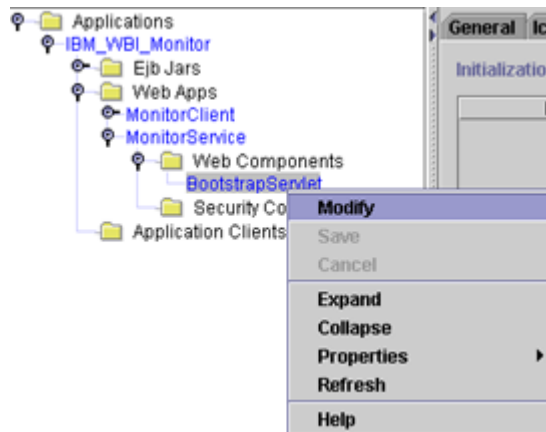 Applications
IBM_WBI_Monitor
Ejb Jars
Web Apps
MonitorClient
MonitorService
Web Components
BootstrapServlet
Security Co
Application Clients
General Ic
Initializatio
Modify
Save
Cancel
Expand
Collapse
Properties
Refresh
Help